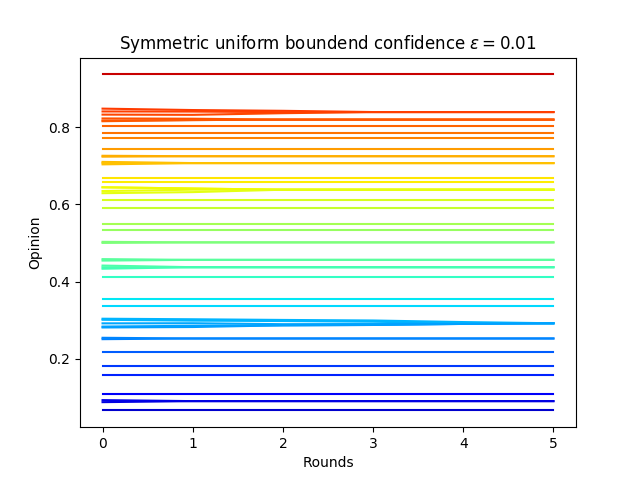 Symmetric uniform boundend confidence ε = 0.01
Opinion
0.8
0.6
0.4
0.2
0 1 2 3 4 5
Rounds